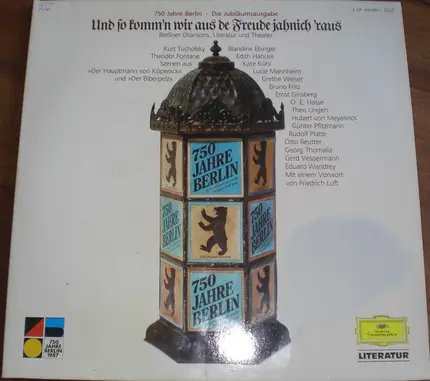 750 Jahre Berlin · Die Jubiläumsausgabe
Und so komm'n wir aus de Freude jahnich 'raus
Berliner Chansons, Literatur und Theater
Kurt Tucholsky
Theodor Fontane
Szenen aus
»Der Hauptmann von Köpenick«
und »Der Biberpelz«
Blandine Ebinger
Edith Hancke
Kate Kühl
Lucie Mannheim
Grethe Weiser
Bruno Fritz
Ernst Ginsberg
O. E. Hasse
Theo Lingen
Hubert von Meyerinck
Günter Pfitzmann
Rudolf Platte
Otto Reutter
Georg Thomalla
Gerd Vespermann
Eduard Wandrey
Mit einem Vorwort
von Friedrich Luft
750
JAHRE
BERLIN
750
JAHRE
BERLIN
750
JAHRE
BERLIN
750
JAHRE
BERLIN
1987
Deutsche
Grammophon
LITERATUR